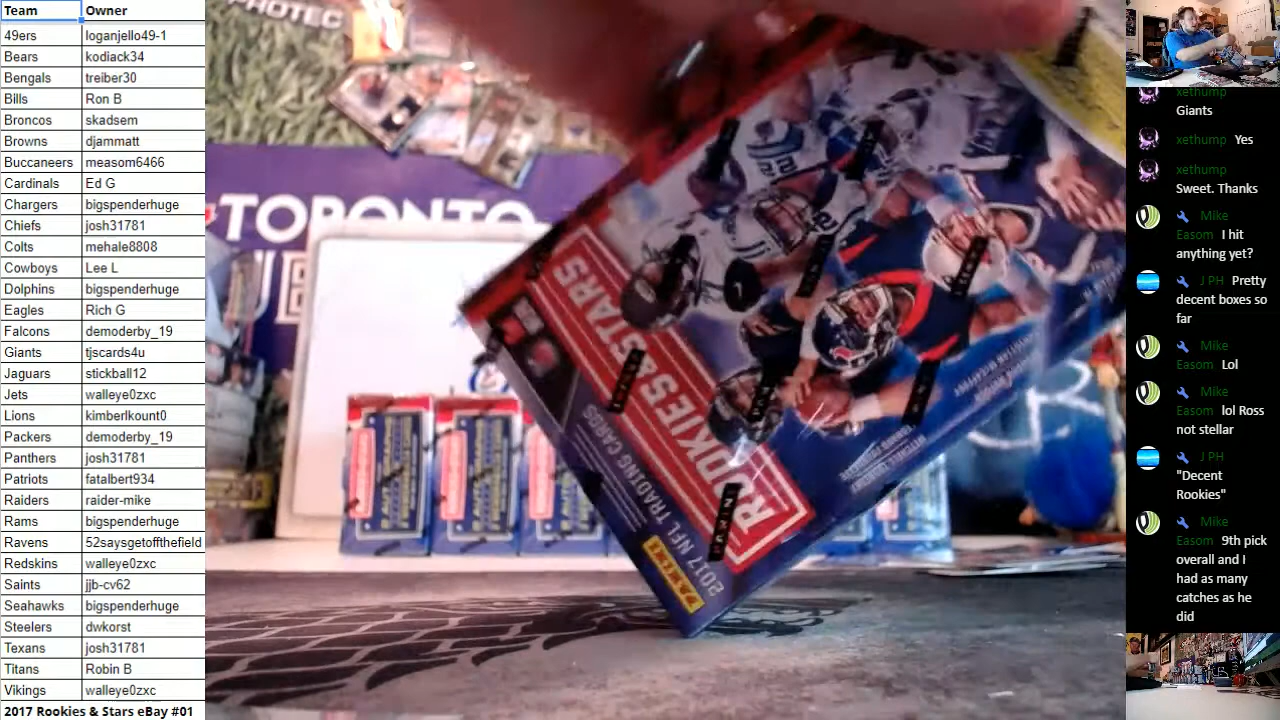 Team Owner
49ers loganjello49-1
Bears kodiack34
Bengals treiber30
Bills Ron B
Broncos skadsem
Browns djammatt
Buccaneers measom6466
Cardinals Ed G
Chargers bigspenderhuge
Chiefs josh31781
Colts mehale8808
Cowboys Lee L
Dolphins bigspenderhuge
Eagles Rich G
Falcons demoderby_19
Giants tjscards4u
Jaguars stickball12
Jets walleye0zxc
Lions kimberlkount0
Packers demoderby_19
Panthers josh31781
Patriots fatalbert934
Raiders raider-mike
Rams bigspenderhuge
Ravens 52saysgetoffthefield
Redskins walleye0zxc
Saints jjb-cv62
Seahawks bigspenderhuge
Steelers dwkorst
Texans josh31781
Titans Robin B
Vikings walleye0zxc
2017 Rookies & Stars eBay #01
TORONTO
ROOKIES & STARS
2017 NFL TRADING CARDS
PANINI
xethump
Giants
xethump Yes
xethump
Sweet. Thanks
Mike
Easom I hit
anything yet?
J PH Pretty
decent boxes so
far
Mike
Easom Lol
Mike
Easom lol Ross
not stellar
J PH
"Decent
Rookies"
Mike
Easom 9th pick
overall and I
had as many
catches as he
did